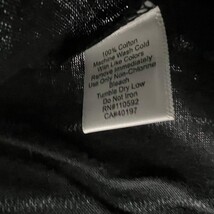 100% Cotton
Machine Wash Cold
With Like Colors
Remove Immediately
Use Only Non-Chlorine
Bleach
Tumble Dry Low
Do Not Iron
RN#110592
CA#40197